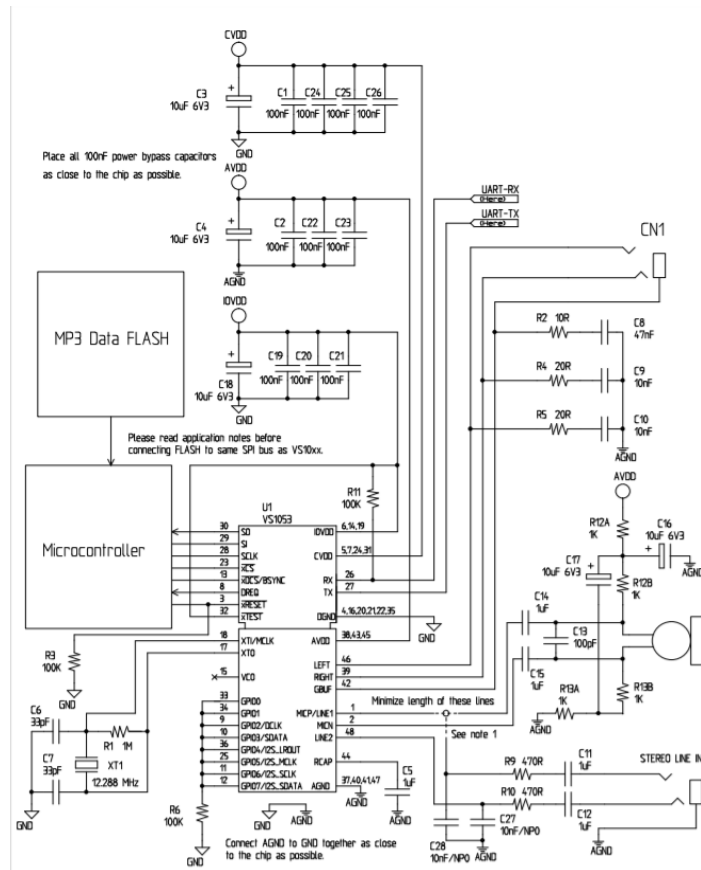 CVDD
C3
10uF 6V3
C1
C24
C25
C26
100nF
100nF
100nF
100nF
GND
Place all 100nF power bypass capacitors
as close to the chip as possible.
AVDD
C4
10uF 6V3
C2
C22
C23
100nF
100nF
100nF
AGND
UART-RX
(Here)
UART-TX
(Here)
CN1
IOVDD
C18
10uF 6V3
C19
C20
C21
100nF
100nF
100nF
GND
MP3 Data FLASH
R2 10R
C8
47nF
R4 20R
C9
10nF
R5 20R
C10
10nF
AGND
Please read application notes before
connecting FLASH to same SPI bus as VS10xx.
Microcontroller
R11
100K
U1
VS1053
30 SO
29 SI
28 SCLK
23 xCS
13 xDCS/BSYNC
8 DREQ
3 xRESET
32 xTEST
IOVDD 6,14,19
CVDD 5,7,24,31
RX 26
TX 27
DGND 4,16,20,21,22,35
GND
18 XTI/MCLK
17 XTO
15 VCO
33 GPIO0
34 GPIO1
9 GPIO2/DCLK
10 GPIO3/SDATA
36 GPIO4/I2S_LROUT
25 GPIO5/I2S_MCLK
11 GPIO6/I2S_SCLK
12 GPIO7/I2S_SDATA
AVDD 38,43,45
LEFT 46
RIGHT 39
GBUF 42
MICP/LINE1 1
MICN 2
LINE2 48
RCAP 44
AGND 37,40,41,47
AVDD
R12A
1K
C16
10uF 6V3
AGND
C17
10uF 6V3
R12B
1K
C14
1uF
C13
100pF
C15
1uF
R13A
1K
R13B
1K
AGND
Minimize length of these lines
See note 1
R3
100K
GND
C6
33pF
R1 1M
C7
33pF
XT1
12.288 MHz
GND
R6
100K
GND
GND
AGND
Connect AGND to GND together as close
to the chip as possible.
C5
1uF
AGND
AGND
R9 470R
C11
1uF
R10 470R
C12
1uF
STEREO LINE IN
C28
10nF/NP0
C27
10nF/NP0
AGND
AGND